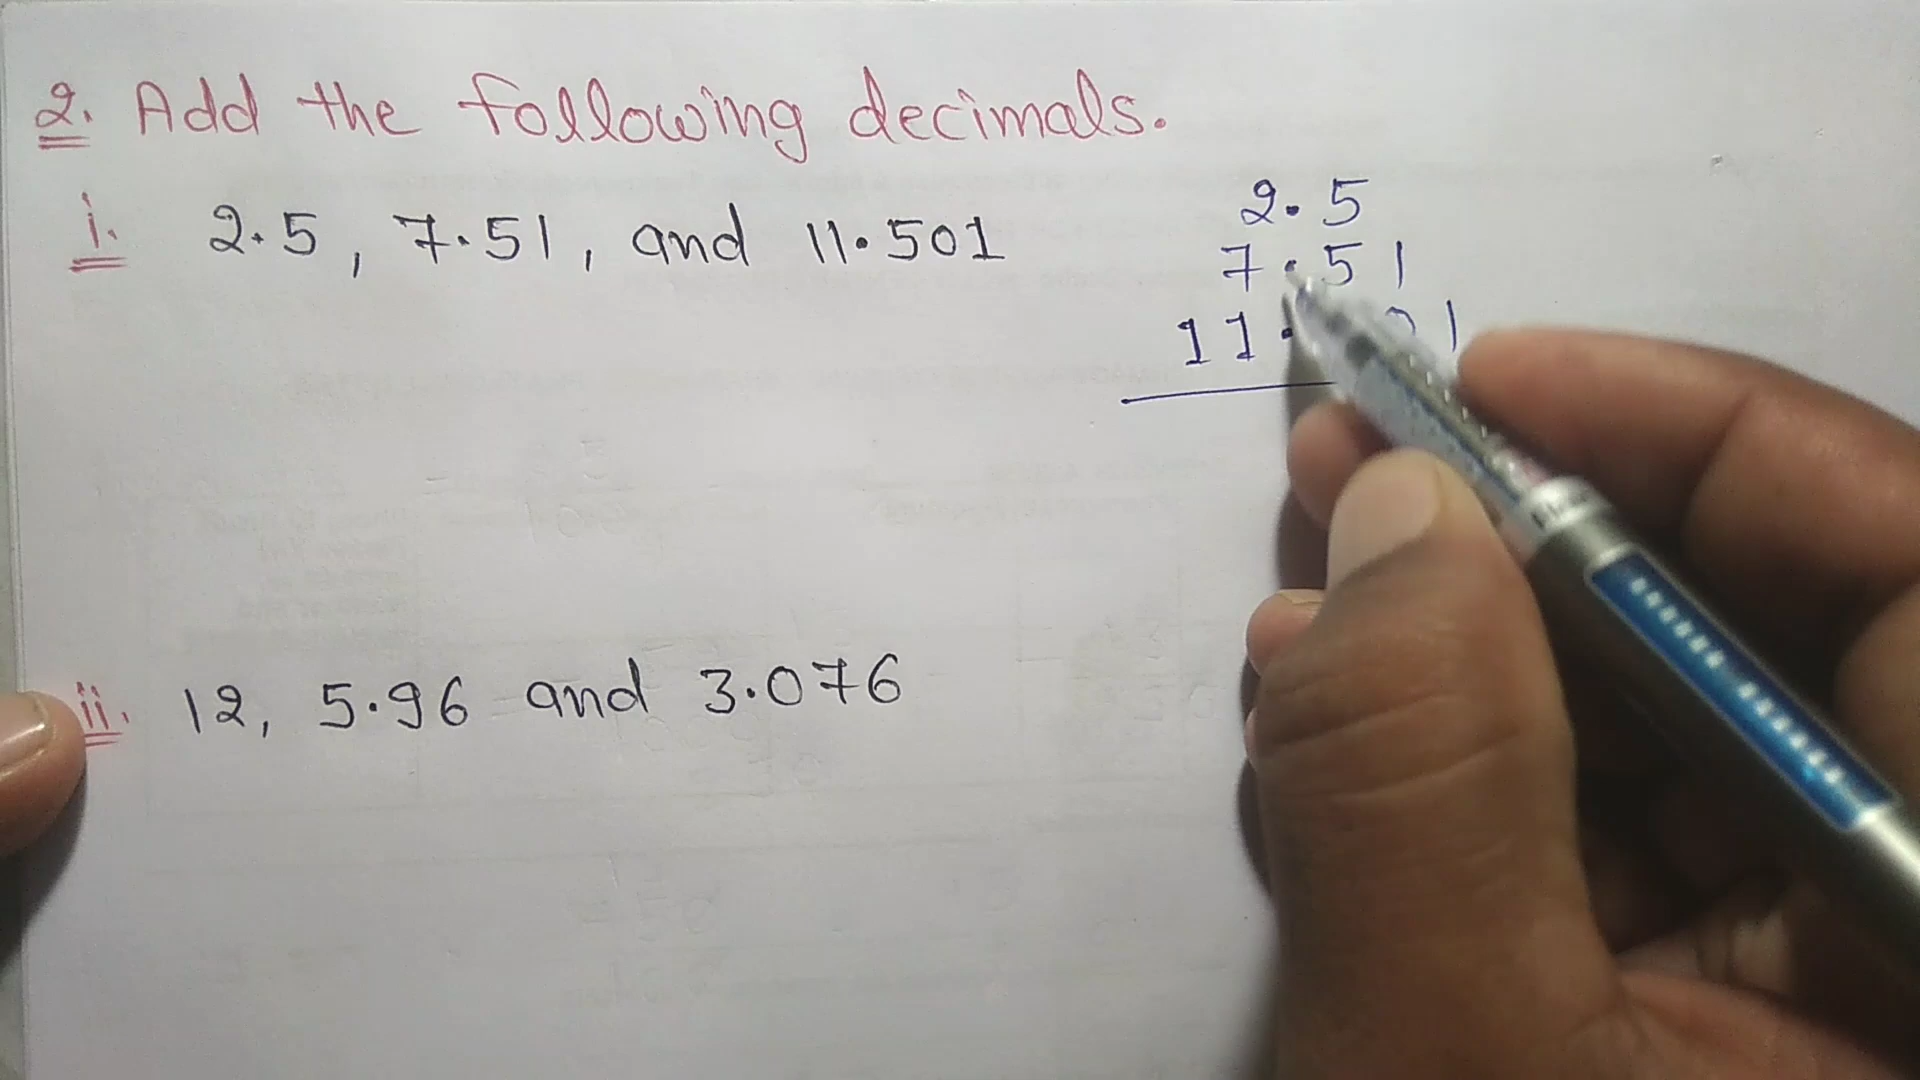 2. Add the following decimals.
i. 2.5, 7.51, and 11.501
2.5
7.51
11. 01
ii. 12, 5.96 and 3.076